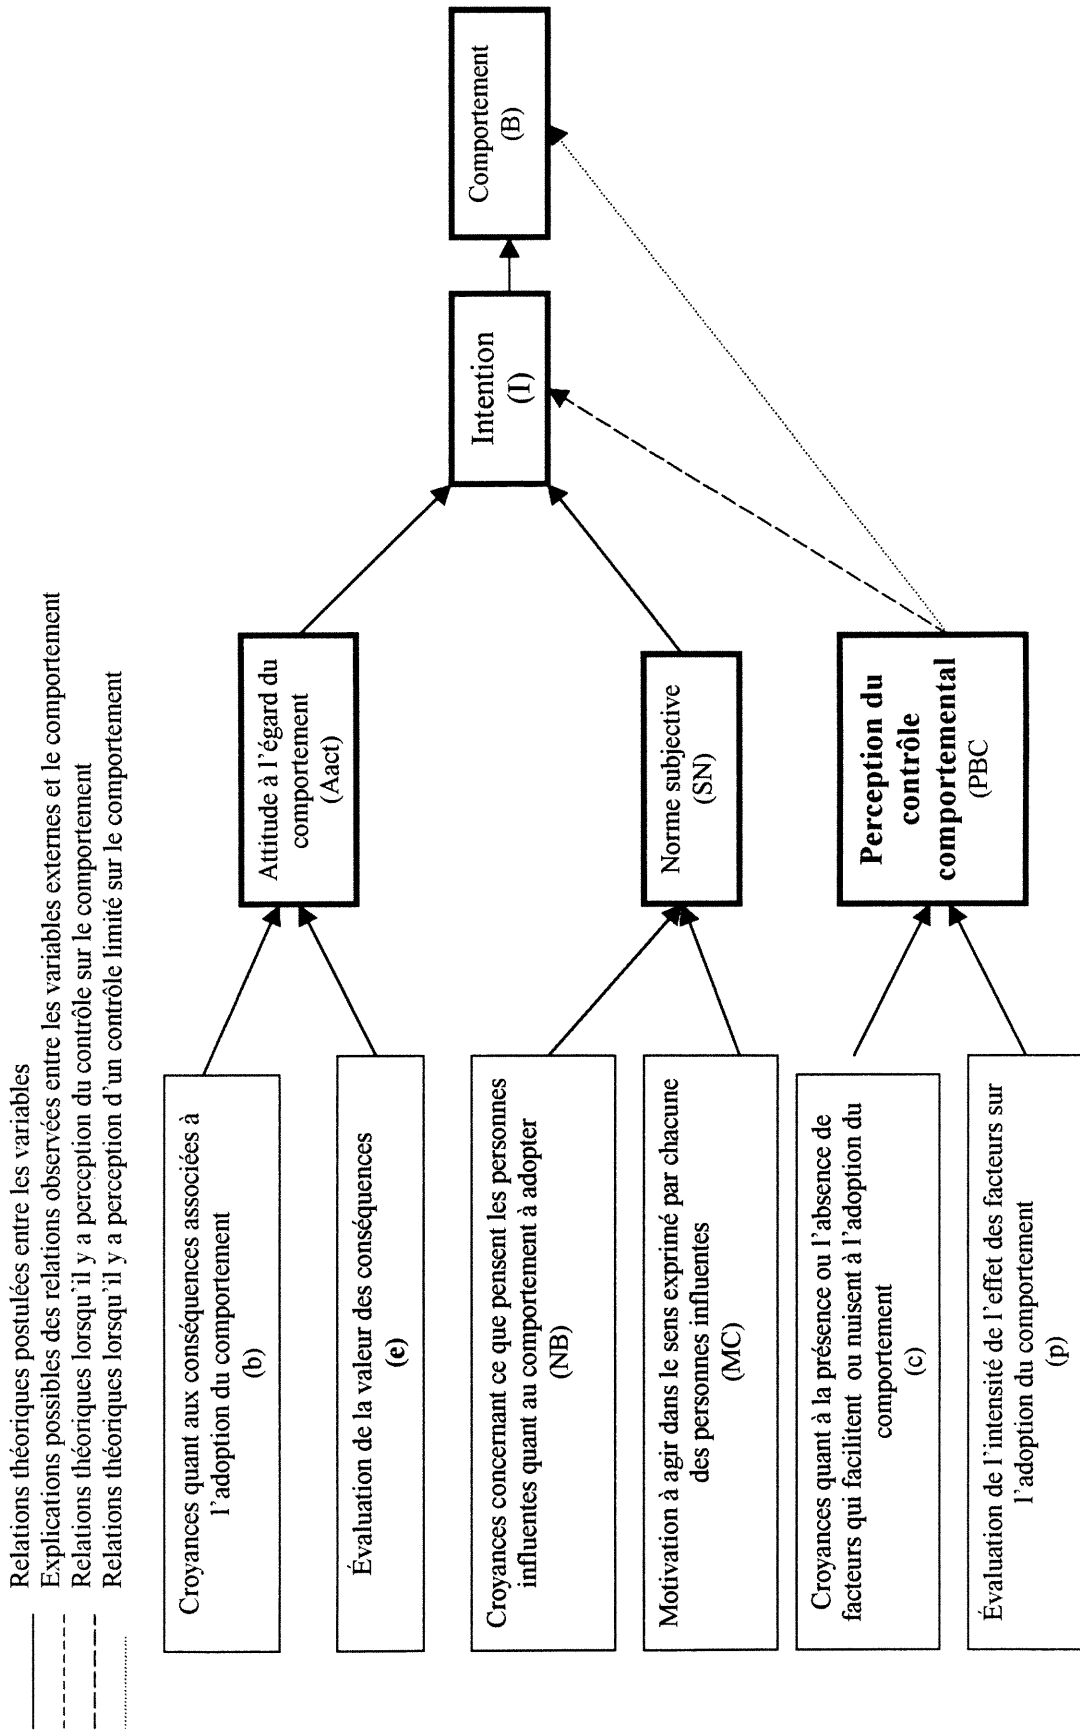 Relations théoriques postulées entre les variables
Explications possibles des relations observées entre les variables externes et le comportement
Relations théoriques lorsqu'il y a perception du contrôle sur le comportement
Relations théoriques lorsqu'il y a perception d'un contrôle limité sur le comportement
Croyances quant aux conséquences associées à
l'adoption du comportement
(b)
Évaluation de la valeur des conséquences
(e)
Croyances concernant ce que pensent les personnes
influentes quant au comportement à adopter
(NB)
Motivation à agir dans le sens exprimé par chacune
des personnes influentes
(MC)
Croyances quant à la présence ou l'absence de
facteurs qui facilitent ou nuisent à l'adoption du
comportement
(c)
Évaluation de l'intensité de l'effet des facteurs sur
l'adoption du comportement
(p)
Attitude à l'égard du
comportement
(Aact)
Norme subjective
(SN)
Perception du
contrôle
comportemental
(PBC)
Intention
(I)
Comportement
(B)